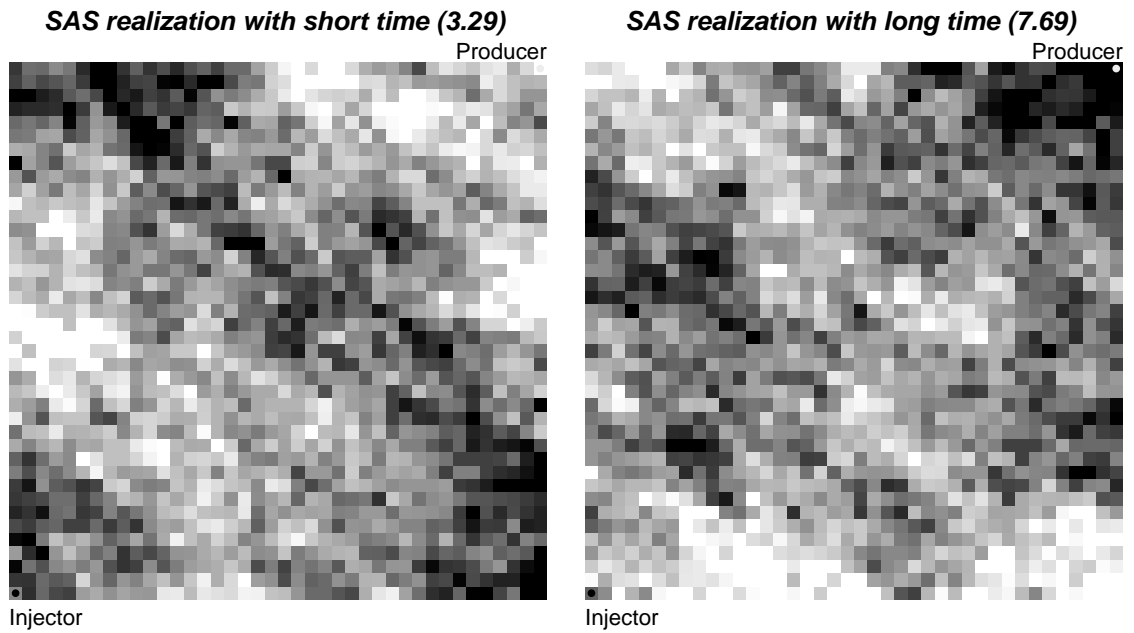 SAS realization with short time (3.29)
Producer
Injector
SAS realization with long time (7.69)
Producer
Injector